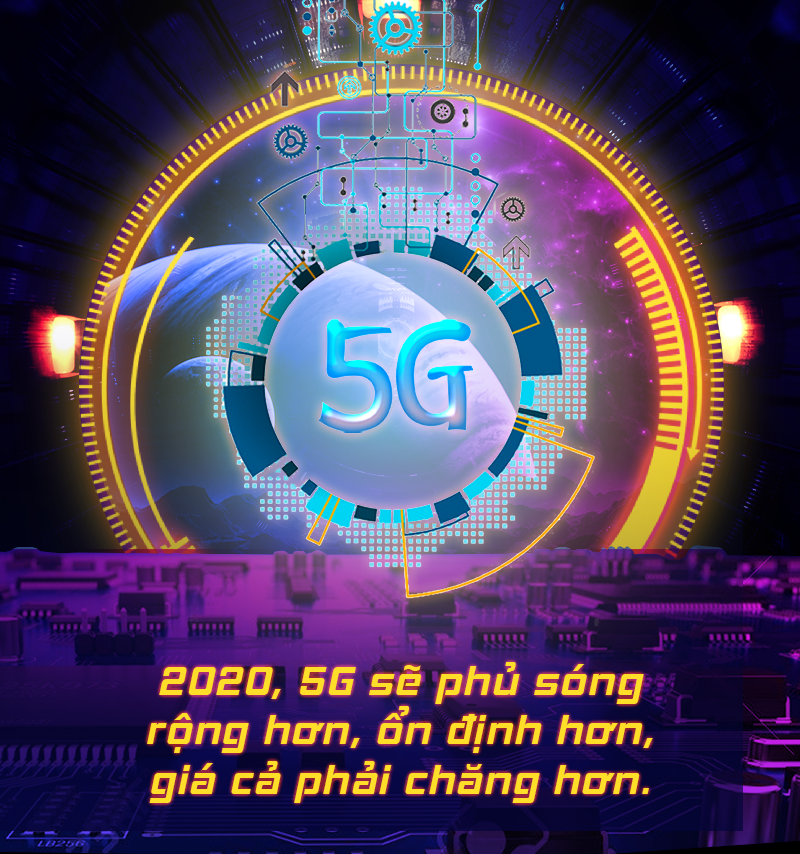 5G
2020, 5G sẽ phủ sóng
rộng hơn, ổn định hơn,
giá cả phải chăng hơn.